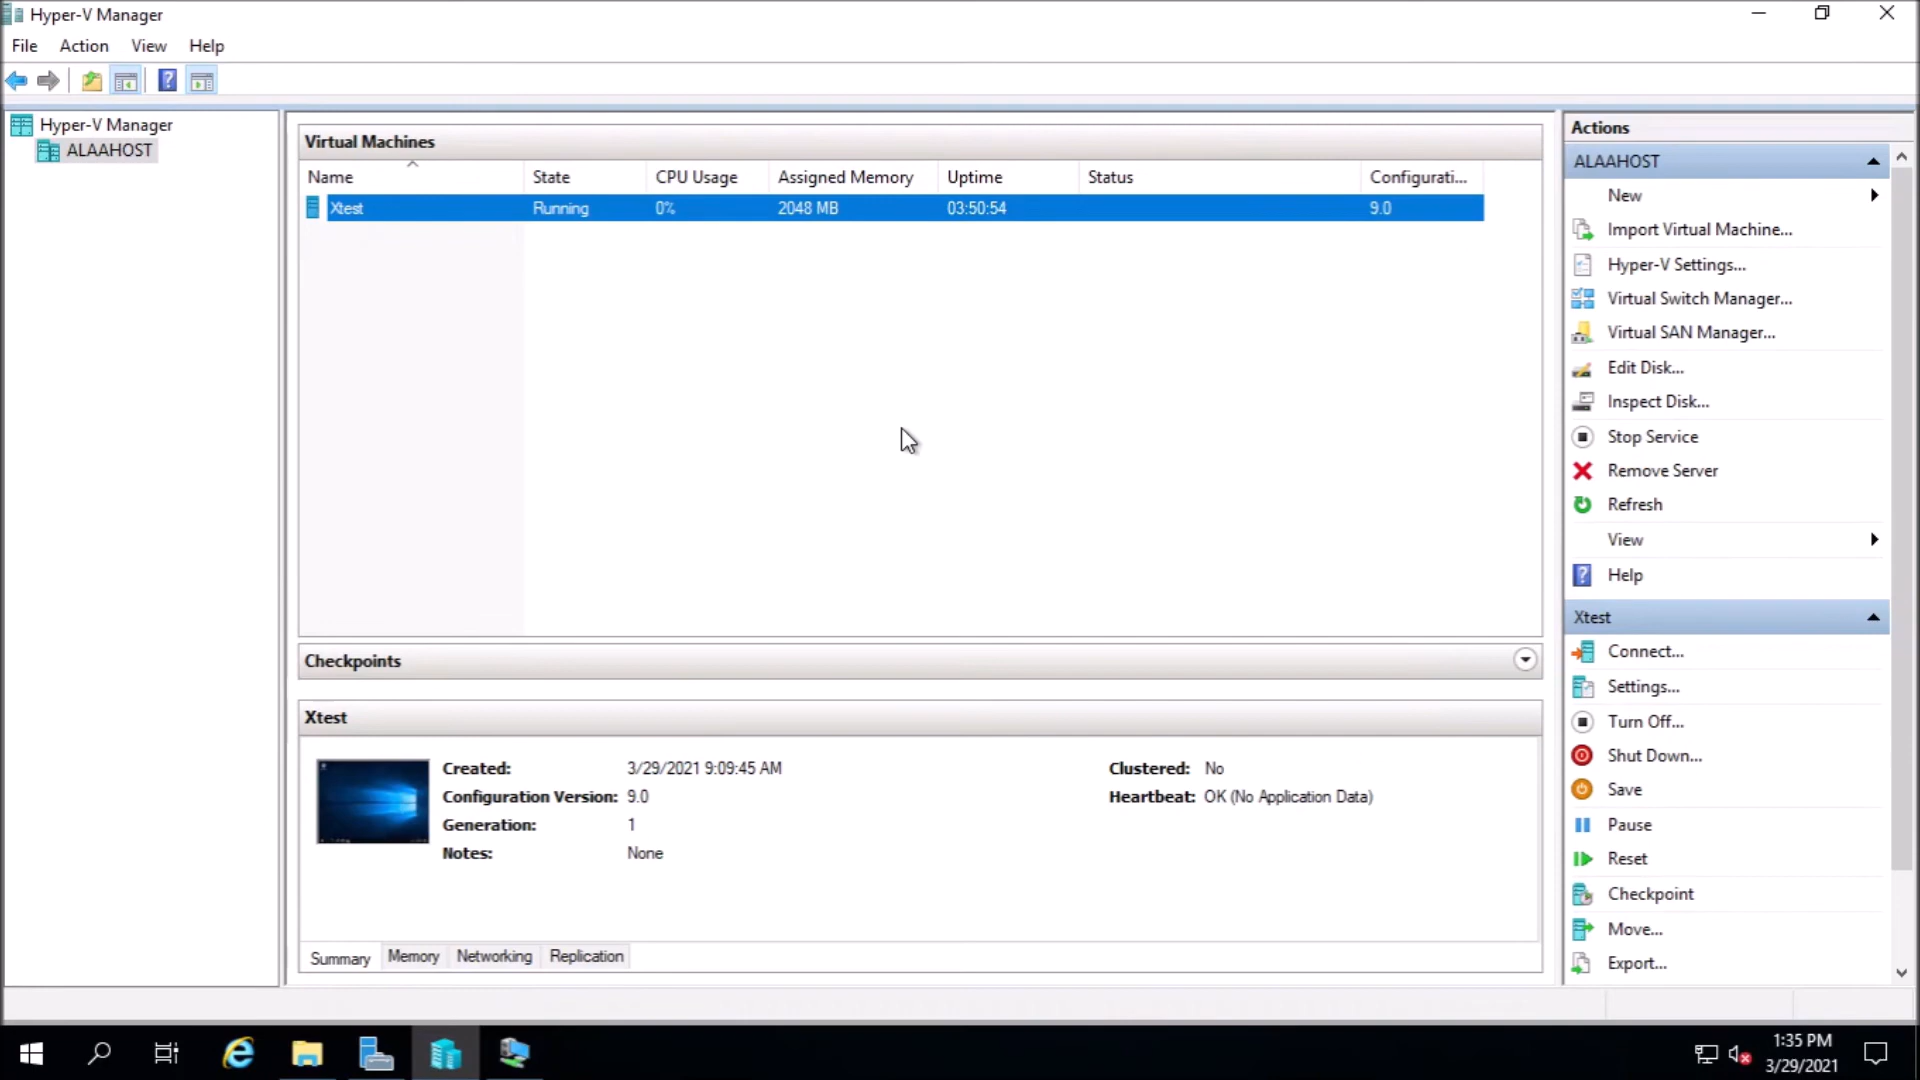 Hyper-V Manager
File Action View Help
Hyper-V Manager
ALAAHOST
Virtual Machines
Name State CPU Usage Assigned Memory Uptime Status Configurati...
Xtest Running 0% 2048 MB 03:50:54 9.0
Checkpoints
Xtest
Created: 3/29/2021 9:09:45 AM Clustered: No
Configuration Version: 9.0 Heartbeat: OK (No Application Data)
Generation: 1
Notes: None
Summary Memory Networking Replication
Actions
ALAAHOST
New
Import Virtual Machine...
Hyper-V Settings...
Virtual Switch Manager...
Virtual SAN Manager...
Edit Disk...
Inspect Disk...
Stop Service
Remove Server
Refresh
View
Help
Xtest
Connect...
Settings...
Turn Off...
Shut Down...
Save
Pause
Reset
Checkpoint
Move...
Export...
1:35 PM
3/29/2021